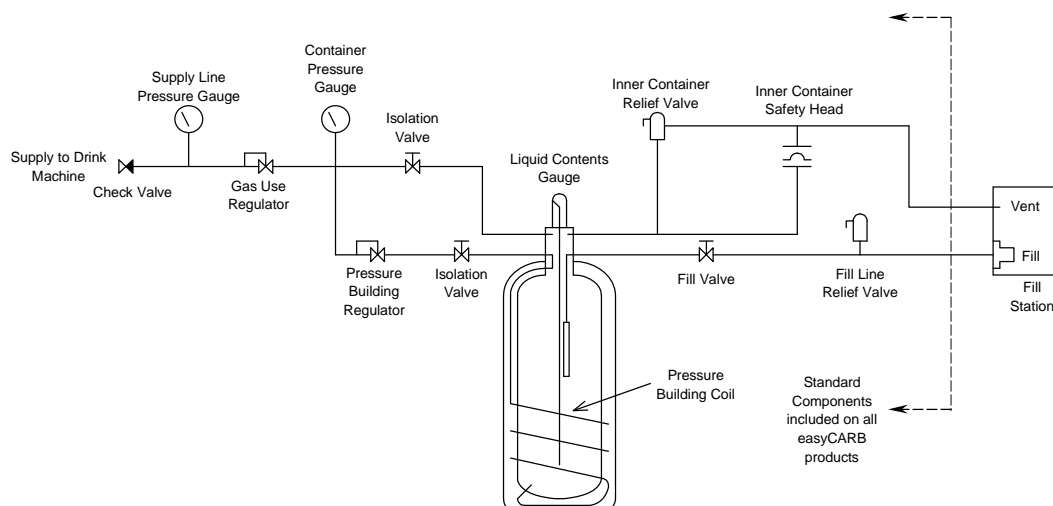 Supply Line
Pressure Gauge
Container
Pressure
Gauge
Isolation
Valve
Inner Container
Relief Valve
Inner Container
Safety Head
Supply to Drink
Machine
Check Valve
Gas Use
Regulator
Liquid Contents
Gauge
Vent
Fill
Fill
Station
Pressure
Building
Regulator
Isolation
Valve
Fill Valve
Fill Line
Relief Valve
Pressure
Building Coil
Standard
Components
included on all
easyCARB
products